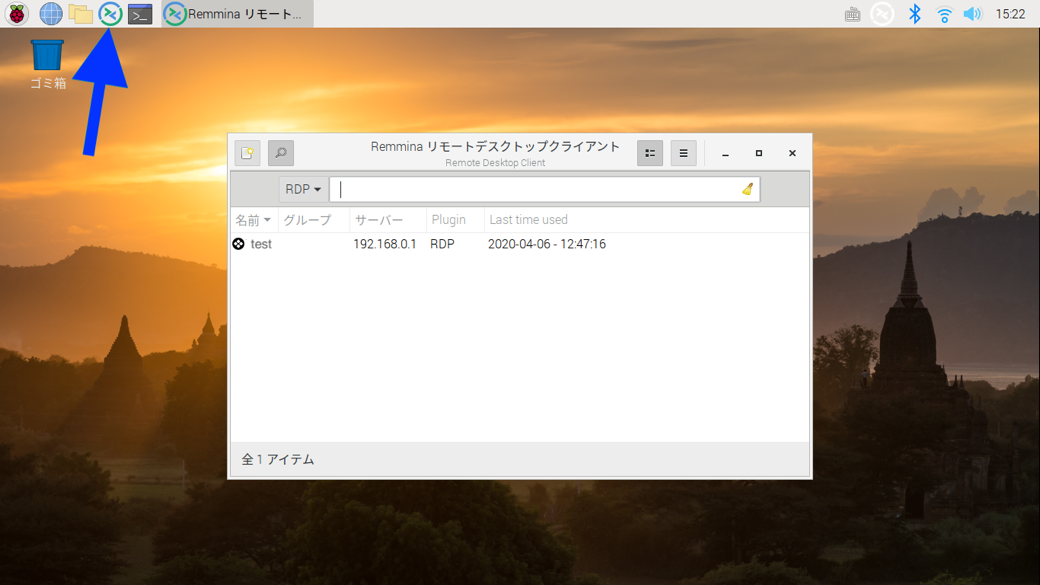 Remmina リモート...
15:22
ゴミ箱
Remmina リモートデスクトップクライアント
Remote Desktop Client
RDP
名前 グループ サーバー Plugin Last time used
test 192.168.0.1 RDP 2020-04-06 - 12:47:16
全 1 アイテム